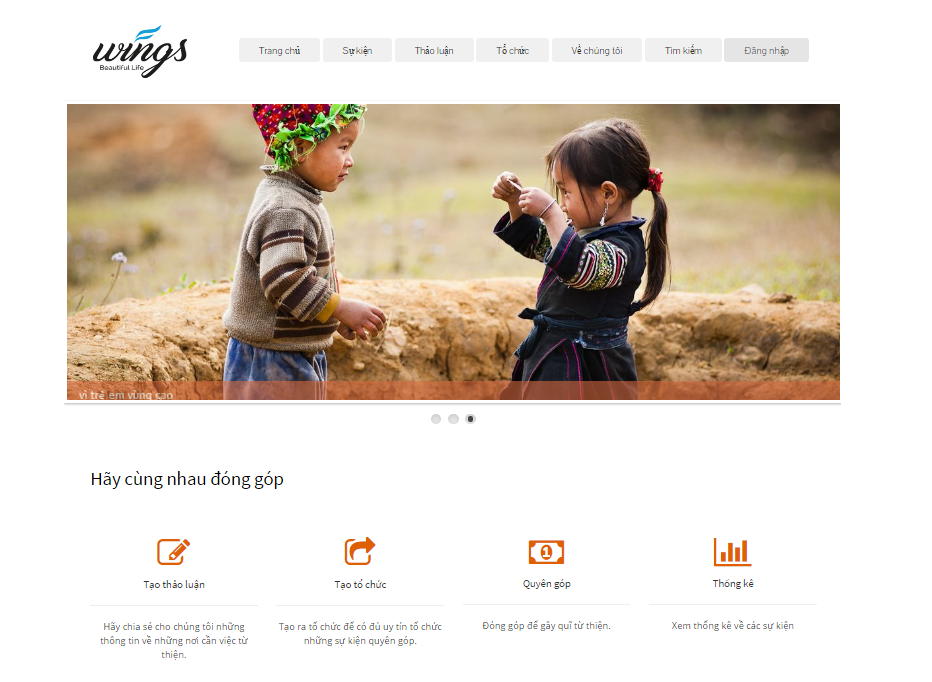 wings
Beautiful Life
Trang chủ
Sự kiện
Thảo luận
Tổ chức
Về chúng tôi
Tìm kiếm
Đăng nhập
vì trẻ em vùng cao
Hãy cùng nhau đóng góp
Tạo thảo luận
Tạo tổ chức
1
Quyên góp
Thống kê
Hãy chia sẻ cho chúng tôi những
thông tin về những nơi cần việc từ
thiện.
Tạo ra tổ chức để có đủ uy tín tổ chức
những sự kiện quyên góp.
Đóng góp để gây quĩ từ thiện.
Xem thống kê về các sự kiện